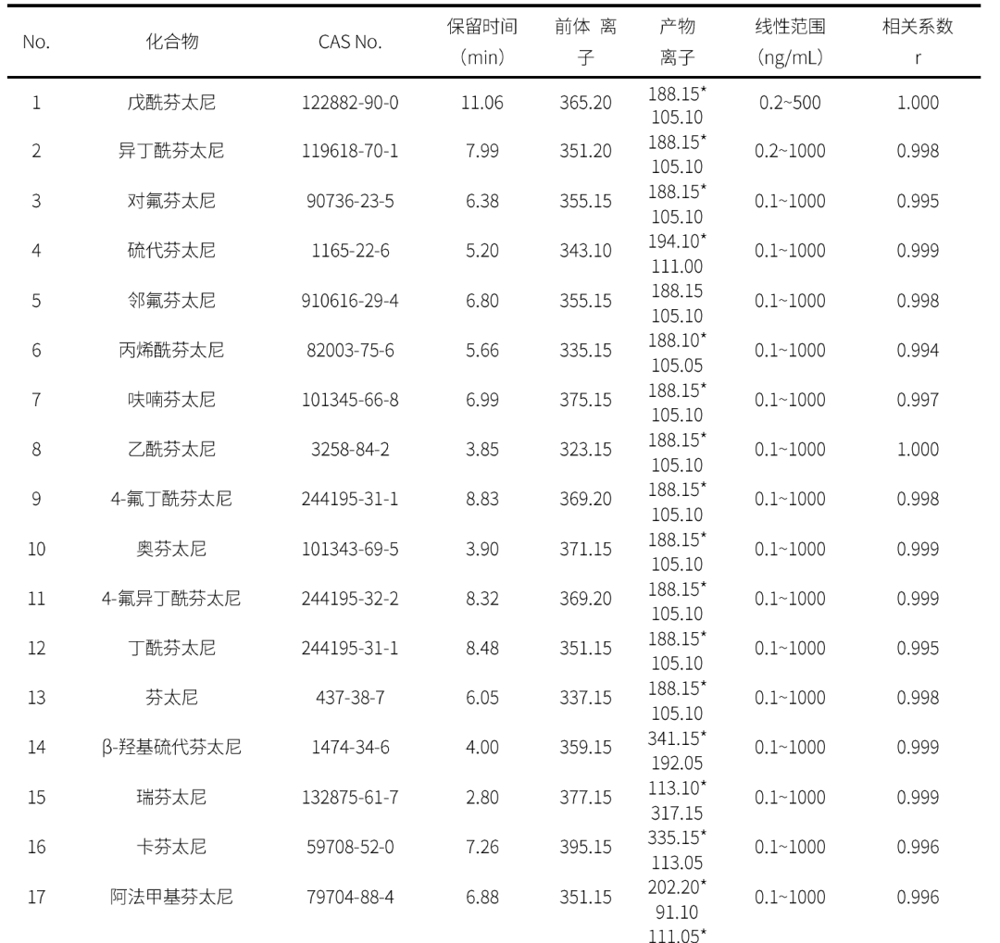 No. 化合物 CAS No. 保留时间（min） 前体 离子 产物离子 线性范围（ng/mL） 相关系数 r
1 戊酰芬太尼 122882-90-0 11.06 365.20 188.15* 105.10 0.2~500 1.000
2 异丁酰芬太尼 119618-70-1 7.99 351.20 188.15* 105.10 0.2~1000 0.998
3 对氟芬太尼 90736-23-5 6.38 355.15 188.15* 105.10 0.1~1000 0.995
4 硫代芬太尼 1165-22-6 5.20 343.10 194.10* 111.00 0.1~1000 0.999
5 邻氟芬太尼 910616-29-4 6.80 355.15 188.15 105.10 0.1~1000 0.998
6 丙烯酰芬太尼 82003-75-6 5.66 335.15 188.10* 105.05 0.1~1000 0.994
7 呋喃芬太尼 101345-66-8 6.99 375.15 188.15* 105.10 0.1~1000 0.997
8 乙酰芬太尼 3258-84-2 3.85 323.15 188.15* 105.10 0.1~1000 1.000
9 4-氟丁酰芬太尼 244195-31-1 8.83 369.20 188.15* 105.10 0.1~1000 0.998
10 奥芬太尼 101343-69-5 3.90 371.15 188.15* 105.10 0.1~1000 0.999
11 4-氟异丁酰芬太尼 244195-32-2 8.32 369.20 188.15* 105.10 0.1~1000 0.999
12 丁酰芬太尼 244195-31-1 8.48 351.15 188.15* 105.10 0.1~1000 0.995
13 芬太尼 437-38-7 6.05 337.15 188.15* 105.10 0.1~1000 0.998
14 β-羟基硫代芬太尼 1474-34-6 4.00 359.15 341.15* 192.05 0.1~1000 0.999
15 瑞芬太尼 132875-61-7 2.80 377.15 113.10* 317.15 0.1~1000 0.999
16 卡芬太尼 59708-52-0 7.26 395.15 335.15* 113.05 0.1~1000 0.996
17 阿法甲基芬太尼 79704-88-4 6.88 351.15 202.20* 91.10 0.1~1000 0.996
111.05*